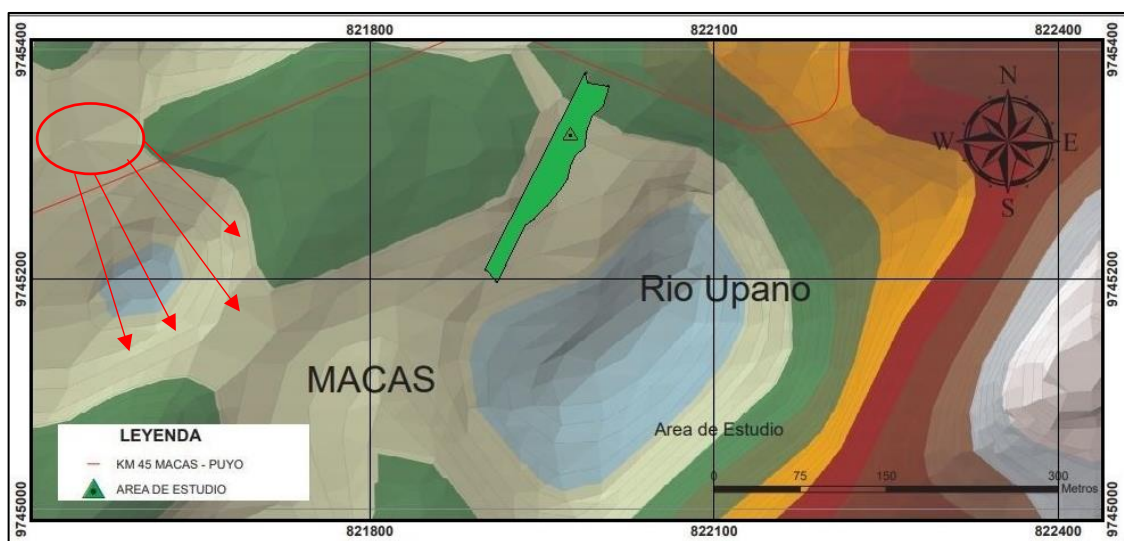 821800
822100
822400
9745400
9745400
N
W
E
S
9745200
9745200
Rio Upano
MACAS
Area de Estudio
LEYENDA
KM 45 MACAS - PUYO
AREA DE ESTUDIO
0
75
150
300
Metros
9745000
9745000
821800
822100
822400